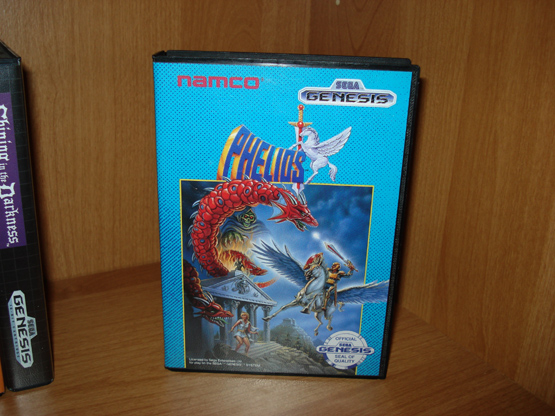 namco
SEGA
GENESIS
PHELIOS
OFFICIAL
SEGA
GENESIS
SEAL OF
QUALITY
Shining in the
Darkness
SEGA
GENESIS